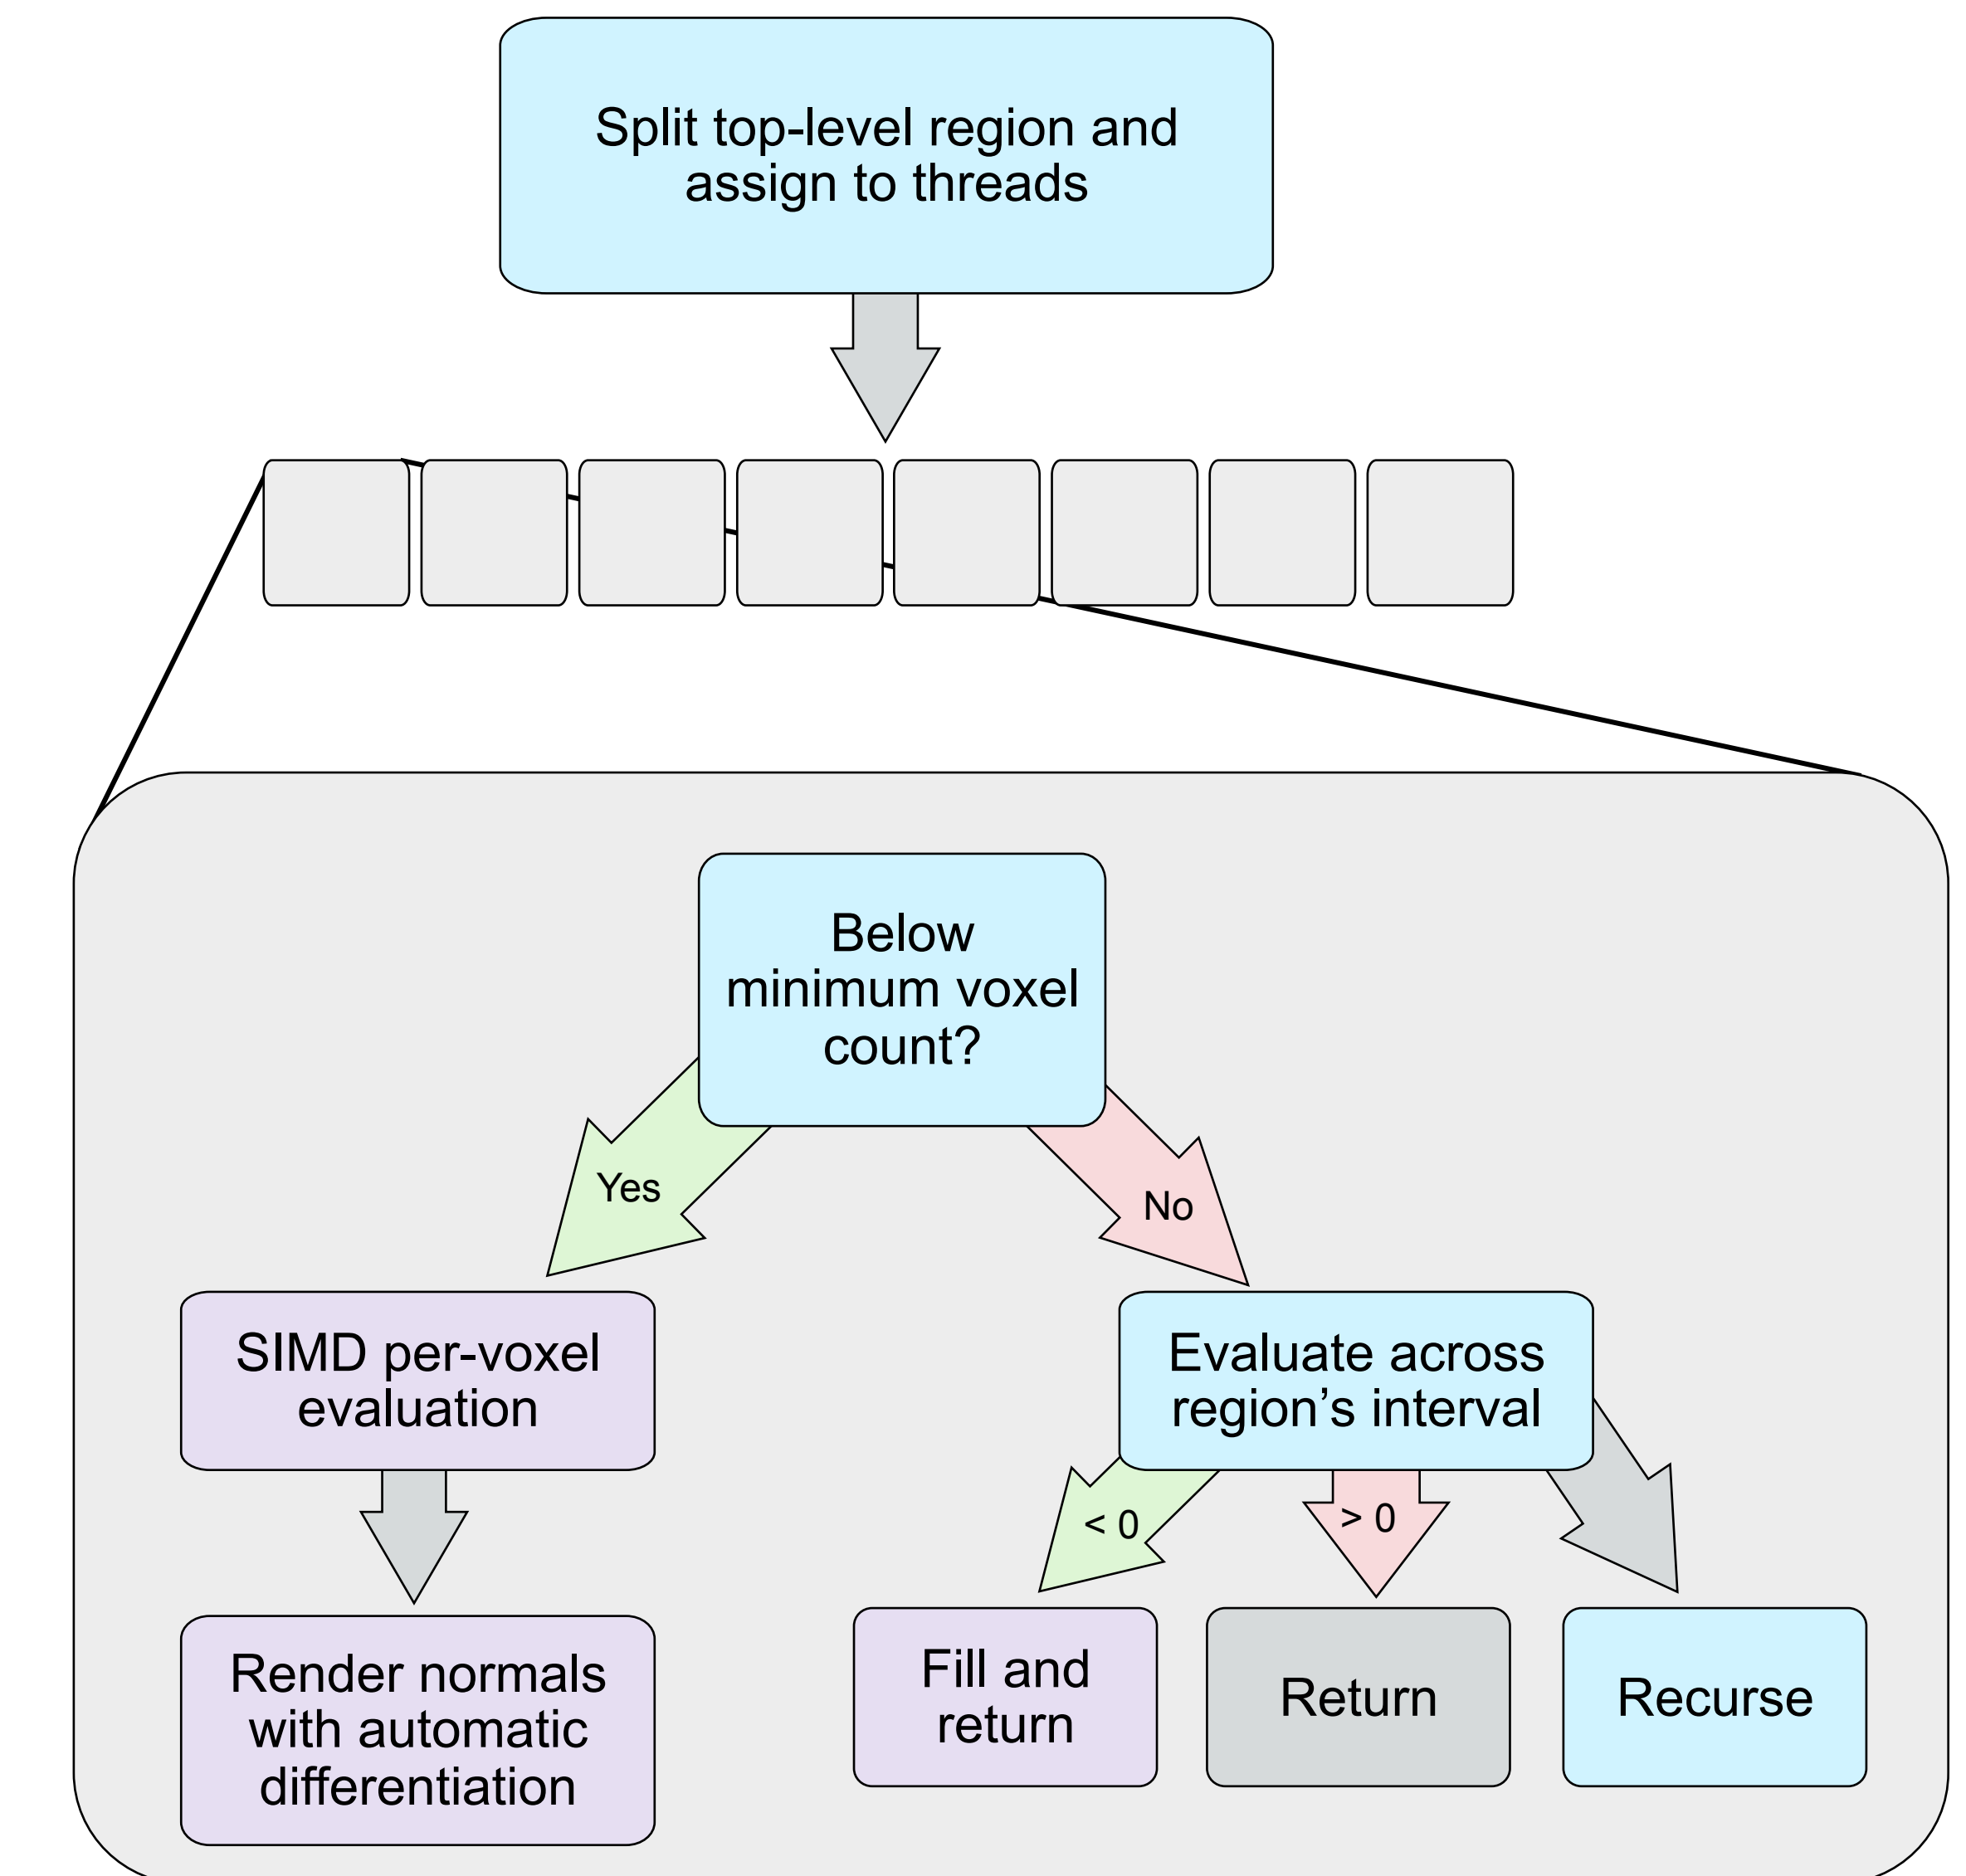 Split top-level region and
assign to threads
Below
minimum voxel
count?
Yes
No
SIMD per-voxel
evaluation
Evaluate across
region’s interval
< 0
> 0
Render normals
with automatic
differentiation
Fill and
return
Return
Recurse